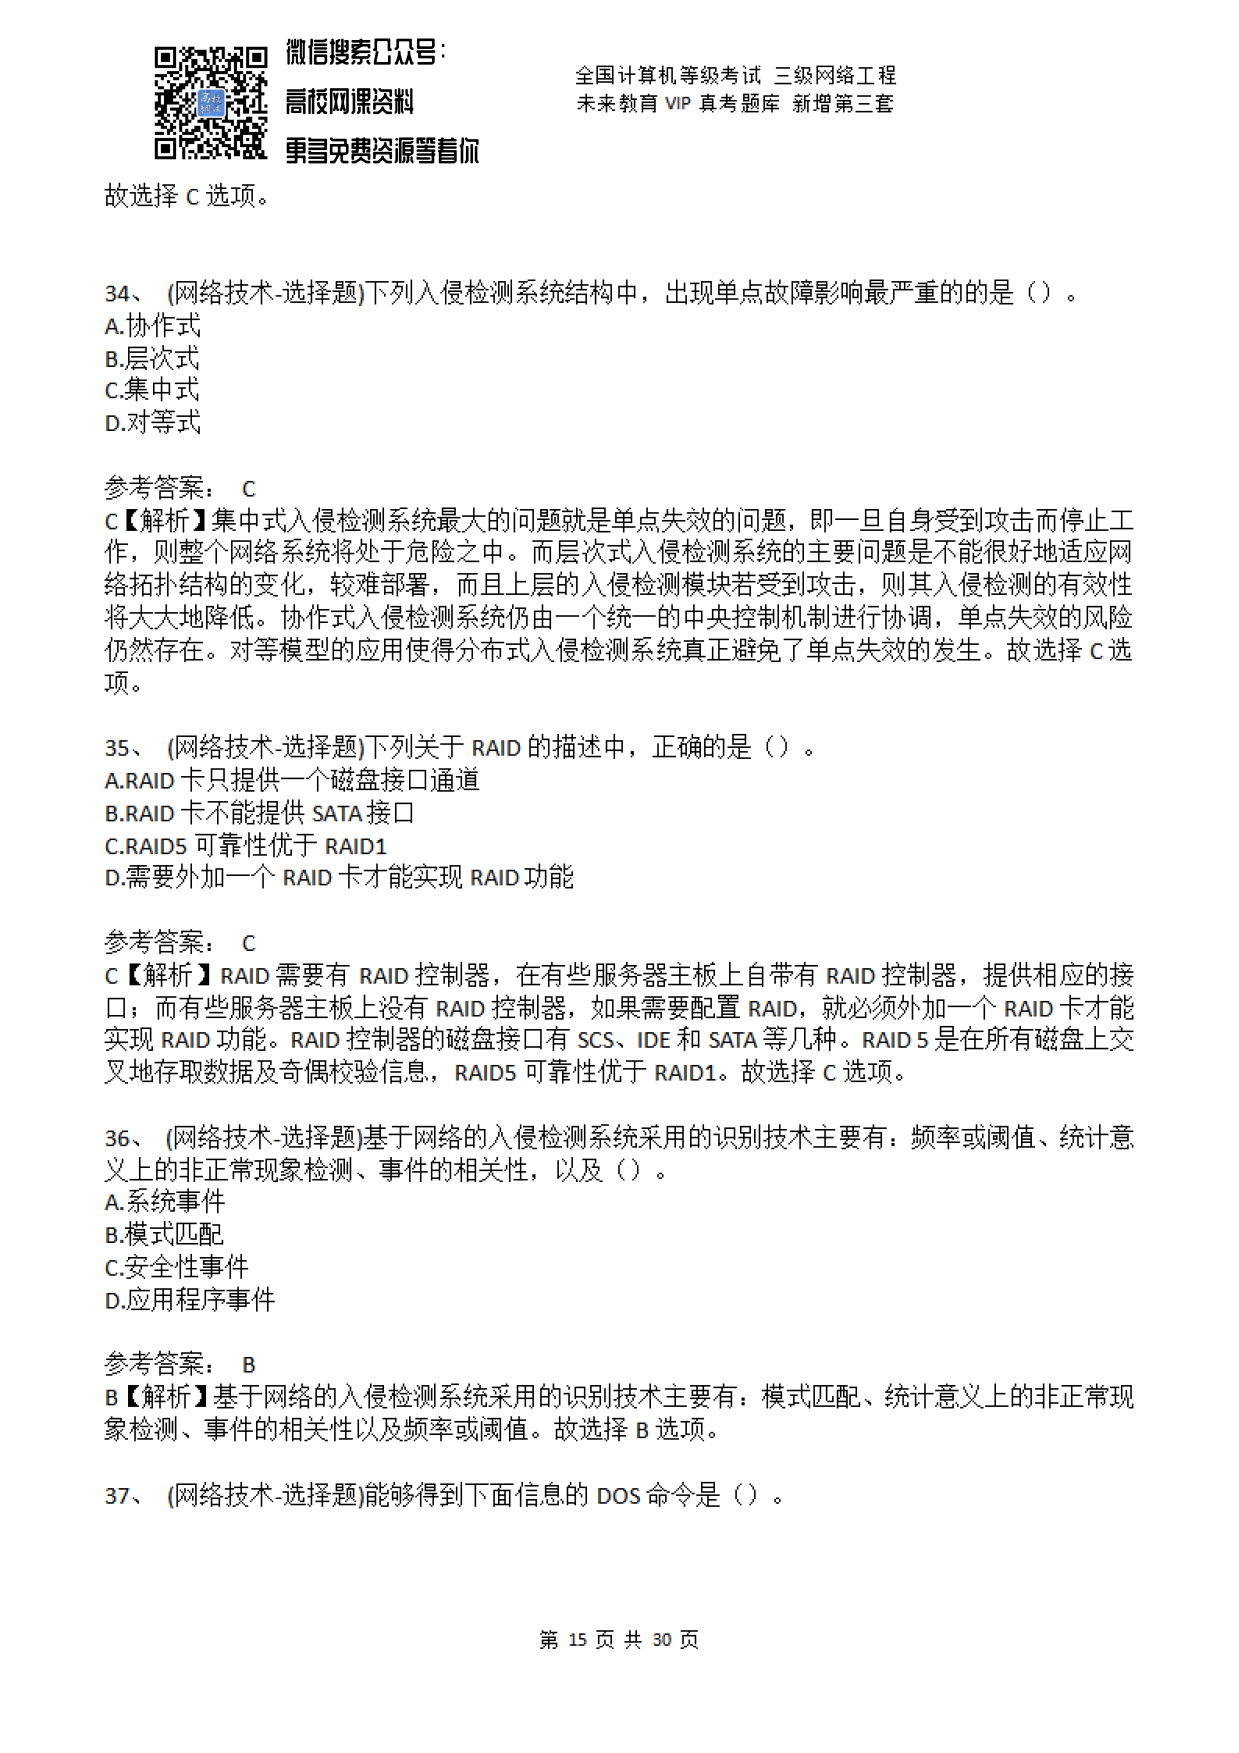 微信搜索公众号：
高校网课资料
更多免费资源等着你
全国计算机等级考试 三级网络工程
未来教育 VIP 真考题库 新增第三套
故选择 C 选项。
34、 (网络技术-选择题)下列入侵检测系统结构中，出现单点故障影响最严重的的是（）。
A.协作式
B.层次式
C.集中式
D.对等式
参考答案： C
C【解析】集中式入侵检测系统最大的问题就是单点失效的问题，即一旦自身受到攻击而停止工
作，则整个网络系统将处于危险之中。而层次式入侵检测系统的主要问题是不能很好地适应网
络拓扑结构的变化，较难部署，而且上层的入侵检测模块若受到攻击，则其入侵检测的有效性
将大大地降低。协作式入侵检测系统仍由一个统一的中央控制机制进行协调，单点失效的风险
仍然存在。对等模型的应用使得分布式入侵检测系统真正避免了单点失效的发生。故选择 C 选
项。
35、 (网络技术-选择题)下列关于 RAID 的描述中，正确的是（）。
A.RAID 卡只提供一个磁盘接口通道
B.RAID 卡不能提供 SATA 接口
C.RAID5 可靠性优于 RAID1
D.需要外加一个 RAID 卡才能实现 RAID 功能
参考答案： C
C【解析】RAID 需要有 RAID 控制器，在有些服务器主板上自带有 RAID 控制器，提供相应的接
口；而有些服务器主板上没有 RAID 控制器，如果需要配置 RAID，就必须外加一个 RAID 卡才能
实现 RAID 功能。RAID 控制器的磁盘接口有 SCS、IDE 和 SATA 等几种。RAID 5 是在所有磁盘上交
叉地存取数据及奇偶校验信息，RAID5 可靠性优于 RAID1。故选择 C 选项。
36、 (网络技术-选择题)基于网络的入侵检测系统采用的识别技术主要有：频率或阈值、统计意
义上的非正常现象检测、事件的相关性，以及（）。
A.系统事件
B.模式匹配
C.安全性事件
D.应用程序事件
参考答案： B
B【解析】基于网络的入侵检测系统采用的识别技术主要有：模式匹配、统计意义上的非正常现
象检测、事件的相关性以及频率或阈值。故选择 B 选项。
37、 (网络技术-选择题)能够得到下面信息的 DOS 命令是（）。
第 15 页 共 30 页